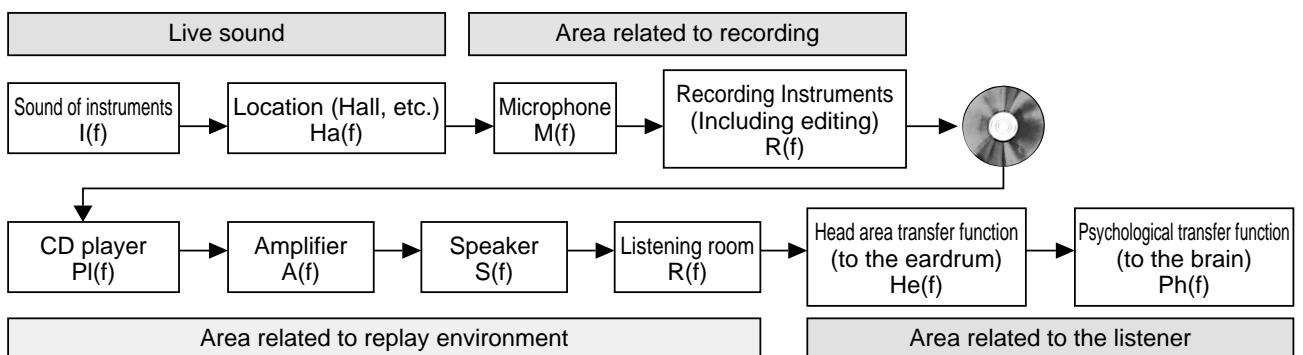 Live sound
Area related to recording
Sound of instruments
I(f)
Location (Hall, etc.)
Ha(f)
Microphone
M(f)
Recording Instruments
(Including editing)
R(f)
CD player
Pl(f)
Amplifier
A(f)
Speaker
S(f)
Listening room
R(f)
Head area transfer function
(to the eardrum)
He(f)
Psychological transfer function
(to the brain)
Ph(f)
Area related to replay environment
Area related to the listener